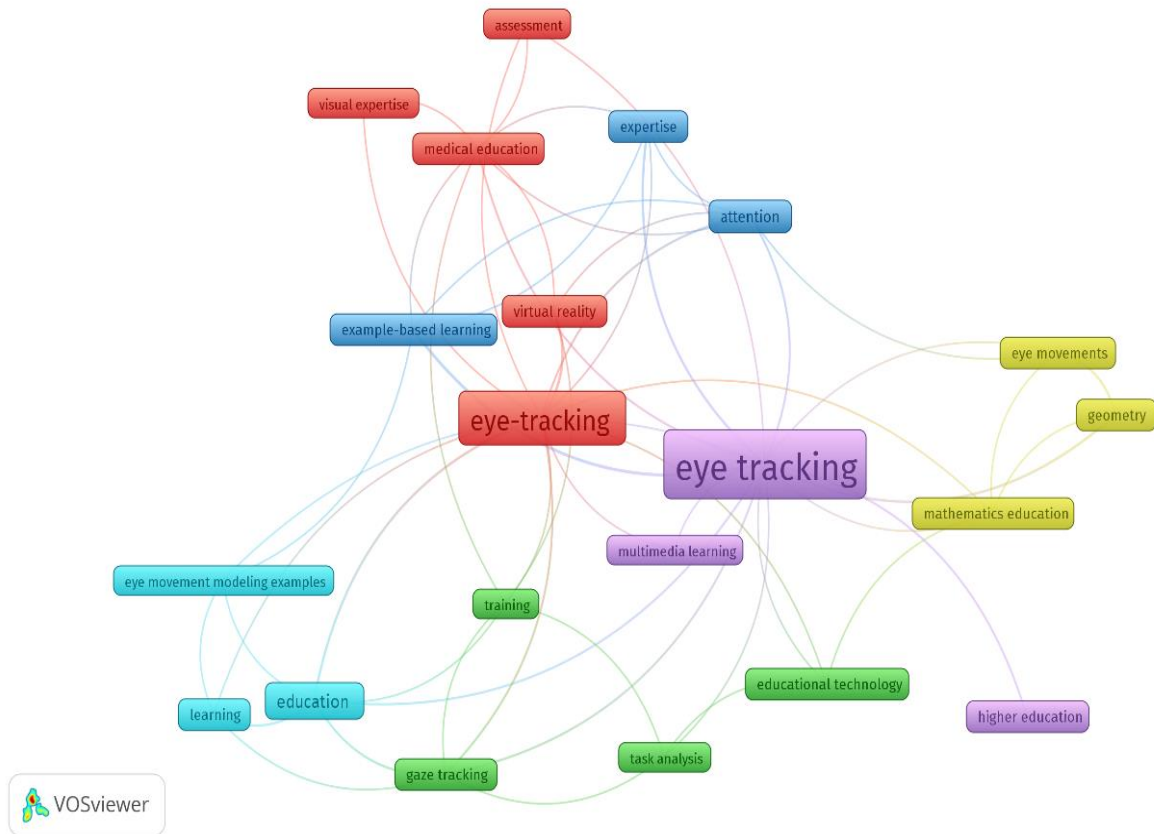 assessment
visual expertise
expertise
medical education
attention
virtual reality
example-based learning
eye movements
eye-tracking
geometry
eye tracking
mathematics education
multimedia learning
eye movement modeling examples
training
educational technology
education
learning
higher education
task analysis
gaze tracking
VOSviewer